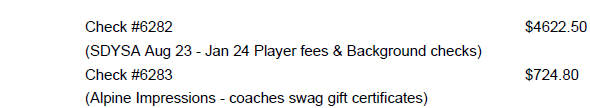 Check #6282 $4622.50
(SDYSA Aug 23 - Jan 24 Player fees & Background checks)
Check #6283 $724.80
(Alpine Impressions - coaches swag gift certificates)